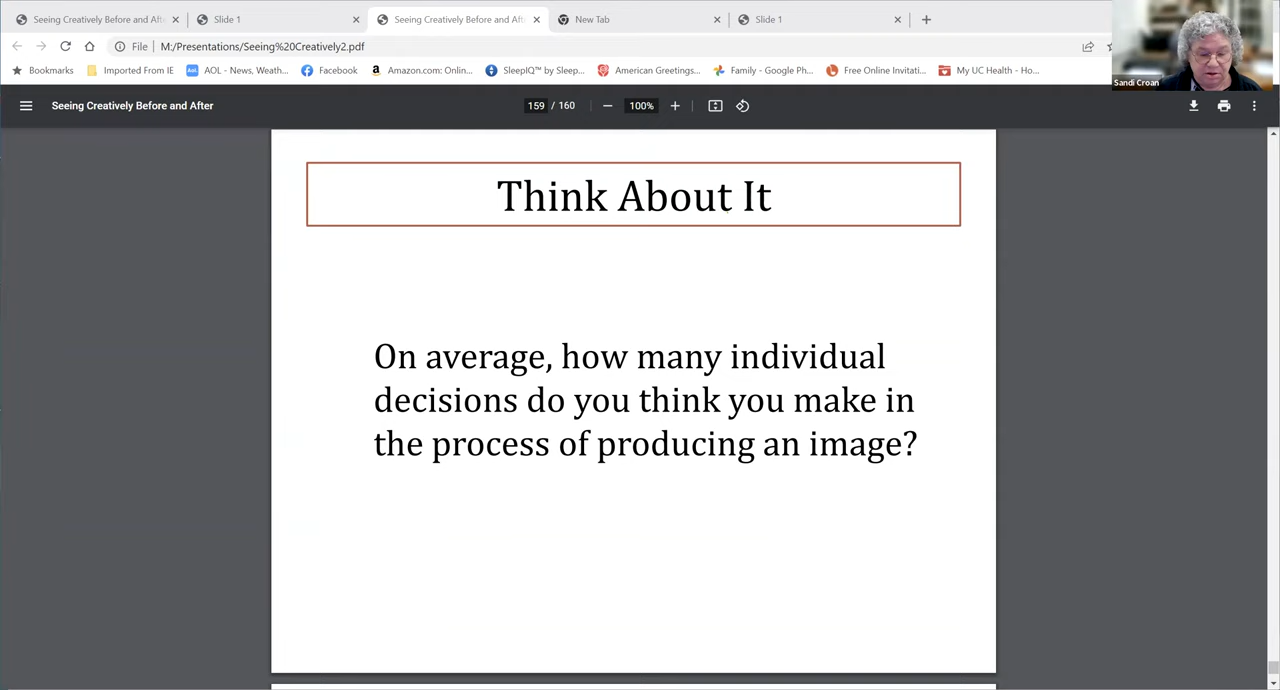 Seeing Creatively Before and Aft
Slide 1
Seeing Creatively Before and Aft
New Tab
Slide 1
File | M:/Presentations/Seeing%20Creatively2.pdf
Bookmarks
Imported From IE
Aol
AOL - News, Weath...
Facebook
Amazon.com: Onlin...
SleepIQ™ by Sleep...
American Greetings...
Family - Google Ph...
Free Online Invitati...
My UC Health - Ho...
Sandi Croan
Seeing Creatively Before and After
159 / 160
100%
Think About It
On average, how many individual
decisions do you think you make in
the process of producing an image?